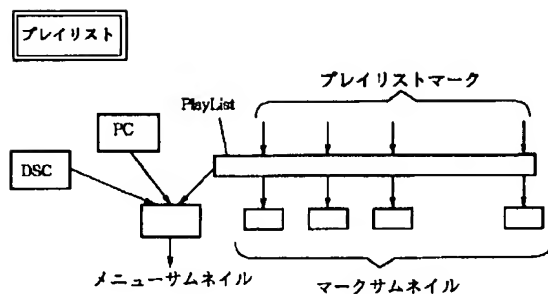 プレイリスト
プレイリストマーク
PlayList
PC
DSC
メニューサムネイル
マークサムネイル